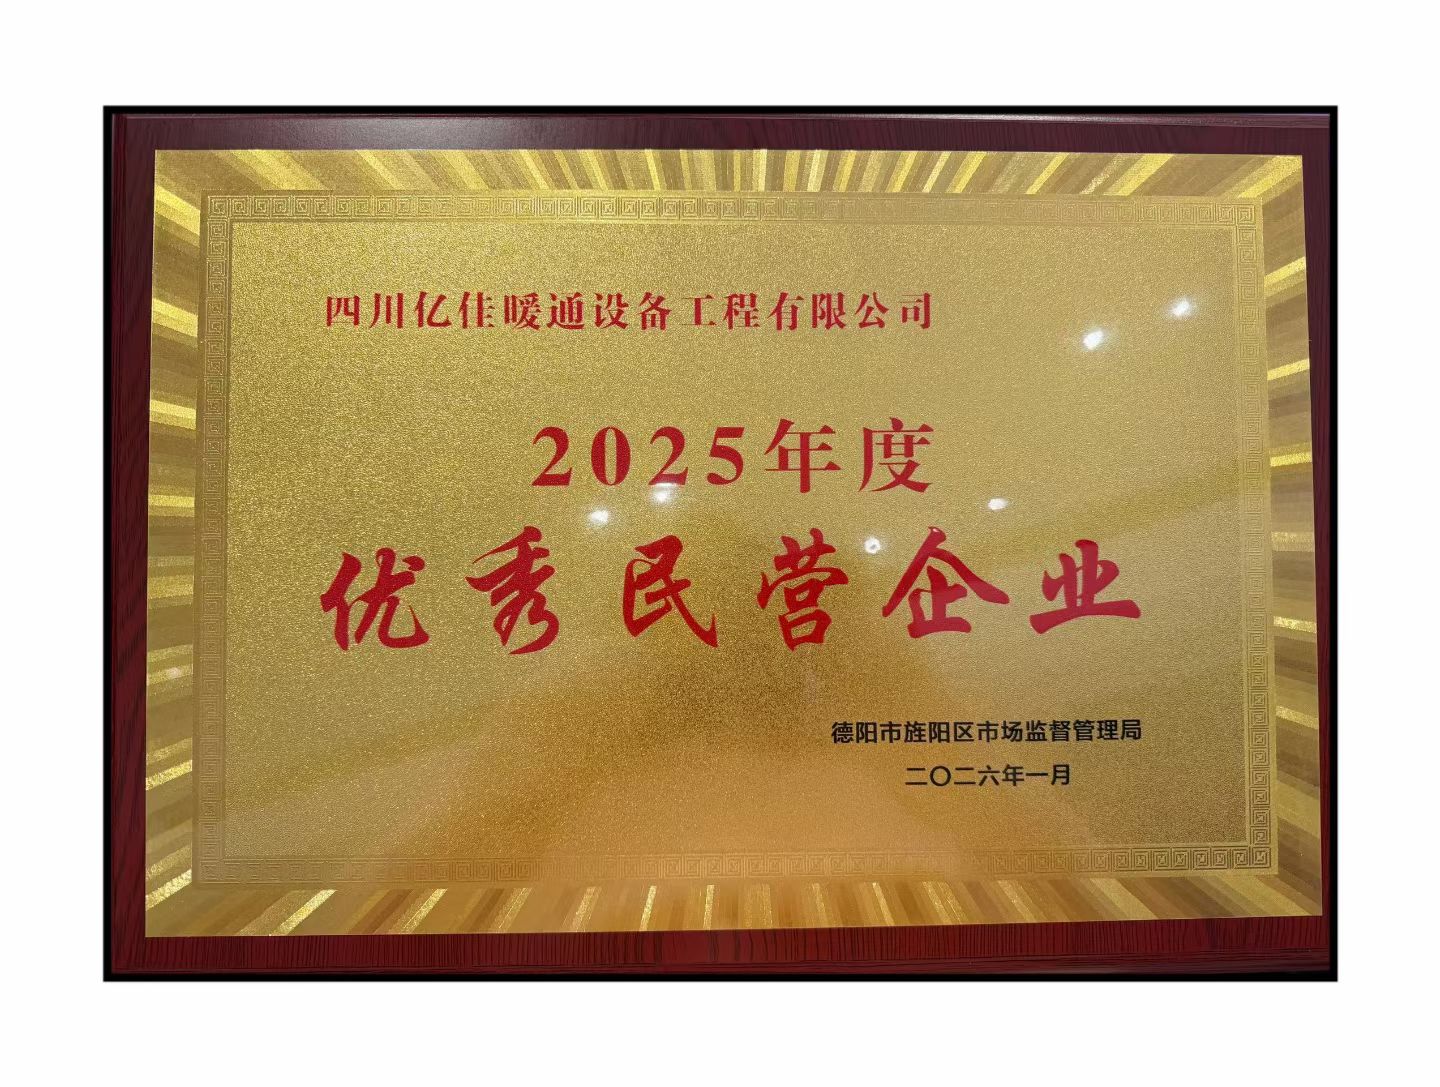 四川亿佳暖通设备工程有限公司
2025年度
优秀民营企业
德阳市旌阳区市场监督管理局
二〇二六年一月